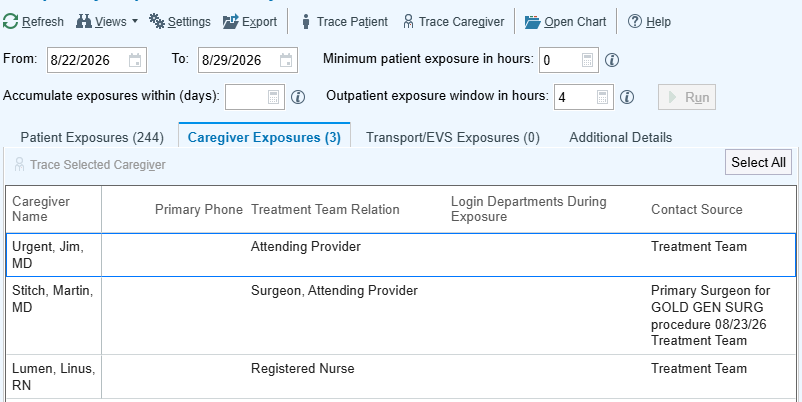 Refresh Views Settings Export Trace Patient Trace Caregiver Open Chart Help
From: 8/22/2026 To: 8/29/2026 Minimum patient exposure in hours: 0
Accumulate exposures within (days): Outpatient exposure window in hours: 4 Run
Patient Exposures (244) Caregiver Exposures (3) Transport/EVS Exposures (0) Additional Details
Trace Selected Caregiver Select All
Caregiver
Name
Primary Phone
Treatment Team Relation
Login Departments During
Exposure
Contact Source
Urgent, Jim,
MD
Attending Provider
Treatment Team
Stitch, Martin,
MD
Surgeon, Attending Provider
Primary Surgeon for
GOLD GEN SURG
procedure 08/23/26
Treatment Team
Lumen, Linus,
RN
Registered Nurse
Treatment Team